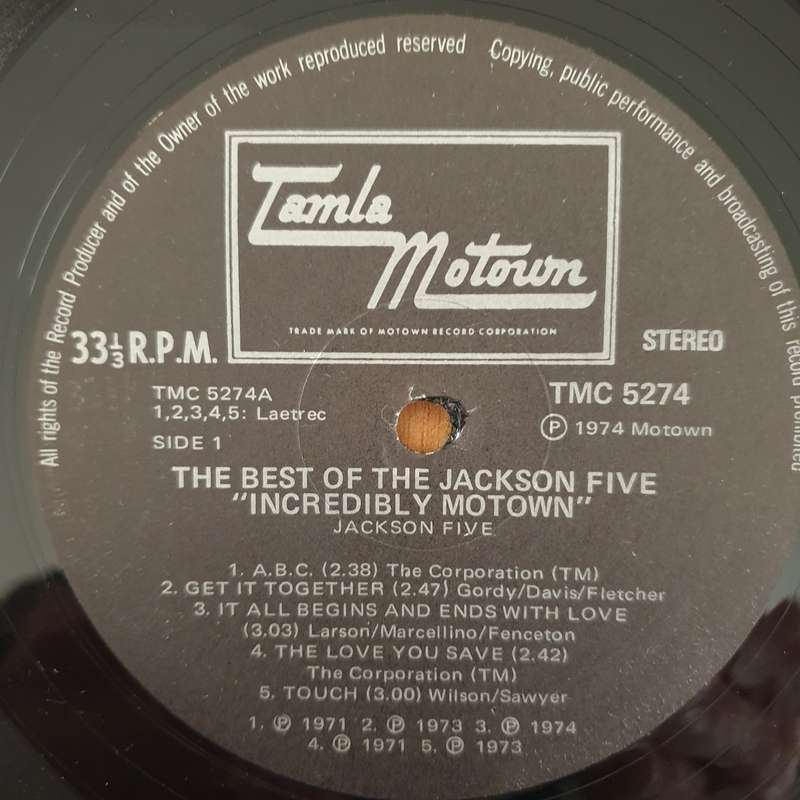 All rights of the Record Producer and of the Owner of the work reproduced reserved Copying, public performance and broadcasting of this record prohibited
Tamla
Motown
TRADE MARK OF MOTOWN RECORD CORPORATION
33 1/3 R.P.M.
STEREO
TMC 5274A
TMC 5274
1,2,3,4,5: Laetrec
℗ 1974 Motown
SIDE 1
THE BEST OF THE JACKSON FIVE
"INCREDIBLY MOTOWN"
JACKSON FIVE
1. A.B.C. (2.38) The Corporation (TM)
2. GET IT TOGETHER (2.47) Gordy/Davis/Fletcher
3. IT ALL BEGINS AND ENDS WITH LOVE
(3.03) Larson/Marcellino/Fenceton
4. THE LOVE YOU SAVE (2.42)
The Corporation (TM)
5. TOUCH (3.00) Wilson/Sawyer
1. ℗ 1971 2. ℗ 1973 3. ℗ 1974
4. ℗ 1971 5. ℗ 1973